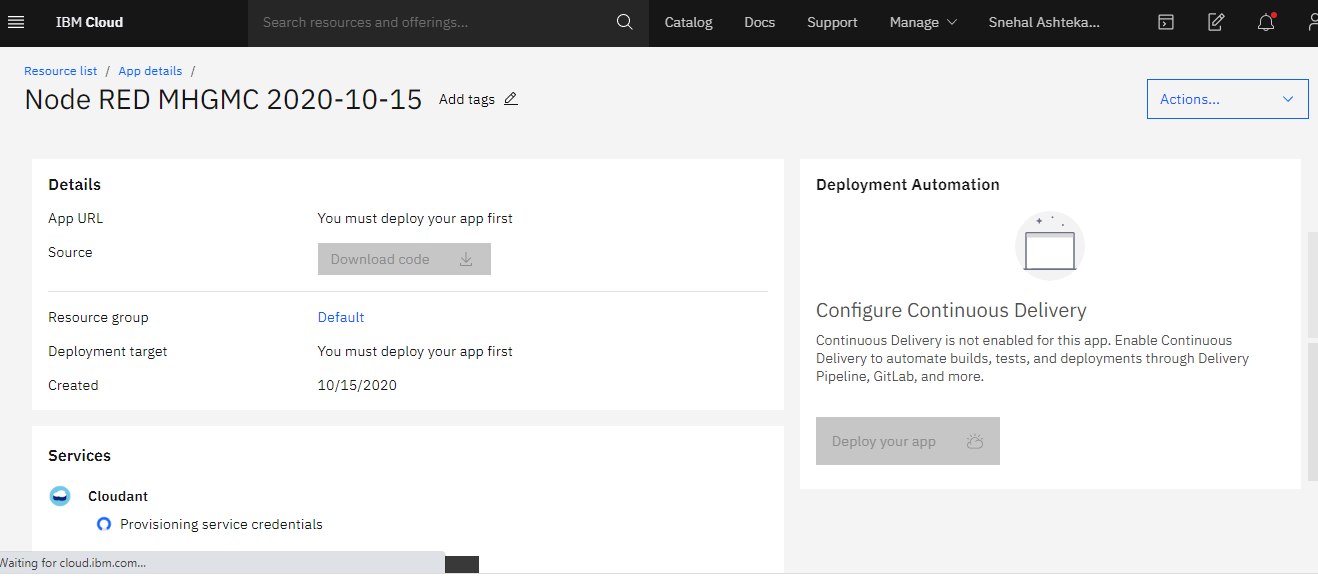 IBM Cloud
Search resources and offerings...
Catalog
Docs
Support
Manage
Snehal Ashteka...
Resource list / App details /
Node RED MHGMC 2020-10-15
Add tags
Actions...
Details
App URL
You must deploy your app first
Source
Download code
Resource group
Default
Deployment target
You must deploy your app first
Created
10/15/2020
Services
Cloudant
Provisioning service credentials
Deployment Automation
Configure Continuous Delivery
Continuous Delivery is not enabled for this app. Enable Continuous
Delivery to automate builds, tests, and deployments through Delivery
Pipeline, GitLab, and more.
Deploy your app
Waiting for cloud.ibm.com...